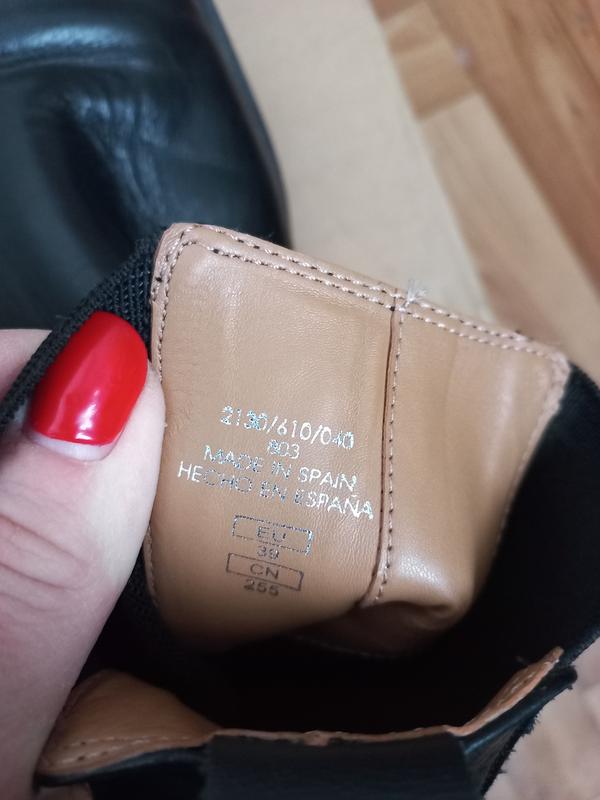 2130/610/040
803
MADE IN SPAIN
HECHO EN ESPAÑA
EU
39
CN
255